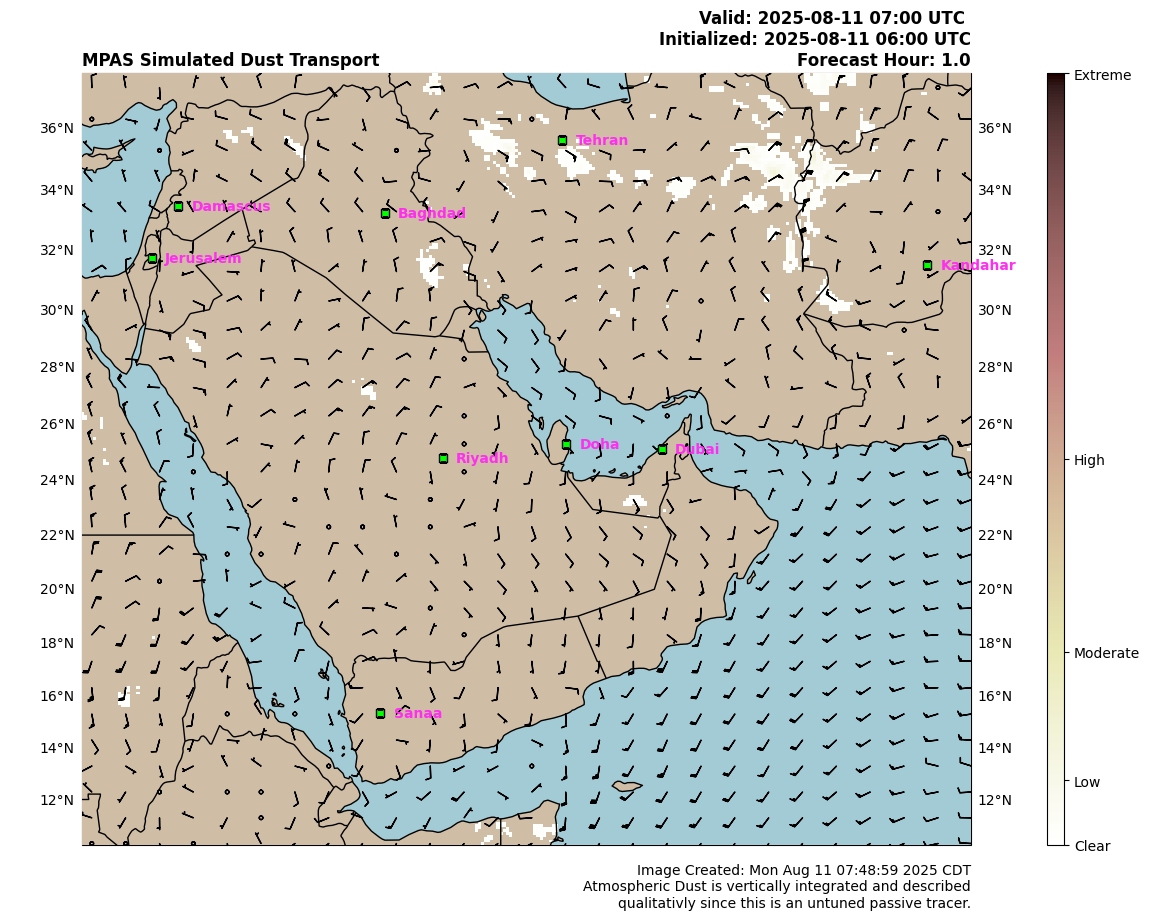 Valid: 2025-08-11 07:00 UTC
Initialized: 2025-08-11 06:00 UTC
MPAS Simulated Dust Transport
Forecast Hour: 1.0
Extreme
36°N
Tehran
36°N
34°N
Damascus
Baghdad
34°N
32°N
Jerusalem
32°N
Kandahar
30°N
30°N
28°N
28°N
26°N
Doha
Dubai
26°N
Riyadh
High
24°N
24°N
22°N
22°N
20°N
20°N
18°N
18°N
Moderate
16°N
Sanaa
16°N
14°N
14°N
Low
12°N
12°N
Clear
Image Created: Mon Aug 11 07:48:59 2025 CDT
Atmospheric Dust is vertically integrated and described
qualitativly since this is an untuned passive tracer.